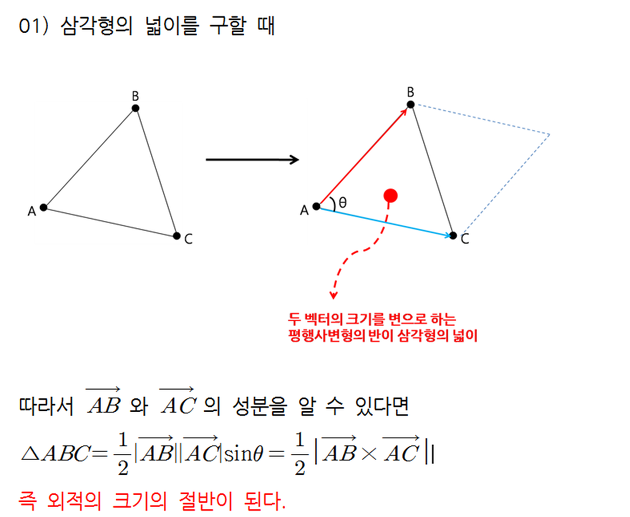 01) 삼각형의 넓이를 구할 때
B
A
C
B
A
θ
C
두 벡터의 크기를 변으로 하는
평행사변형의 반이 삼각형의 넓이
따라서 \overrightarrow{AB} 와 \overrightarrow{AC} 의 성분을 알 수 있다면
△ABC = \frac{1}{2}|\overrightarrow{AB}||\overrightarrow{AC}|sinθ = \frac{1}{2}|\overrightarrow{AB} × \overrightarrow{AC}||
즉 외적의 크기의 절반이 된다.